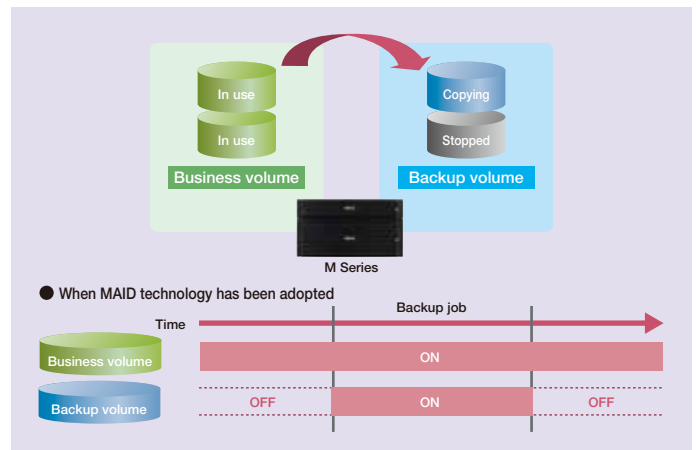 In use
In use
Business volume
Copying
Stopped
Backup volume
M Series
● When MAID technology has been adopted
Backup job
Time
Business volume
ON
Backup volume
OFF
ON
OFF